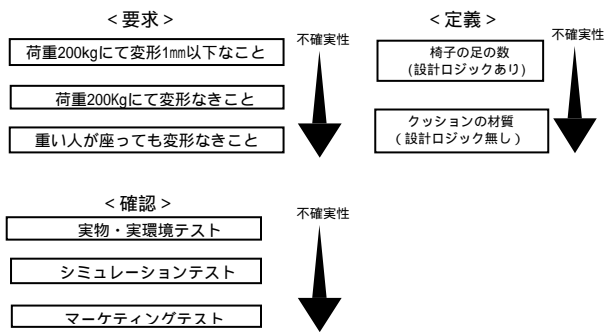 ＜要求＞
不確実性
荷重200kgにて変形1mm以下なこと
荷重200Kgにて変形なきこと
重い人が座っても変形なきこと
＜定義＞
不確実性
椅子の足の数
(設計ロジックあり)
クッションの材質
（設計ロジック無し）
＜確認＞
不確実性
実物・実環境テスト
シミュレーションテスト
マーケティングテスト